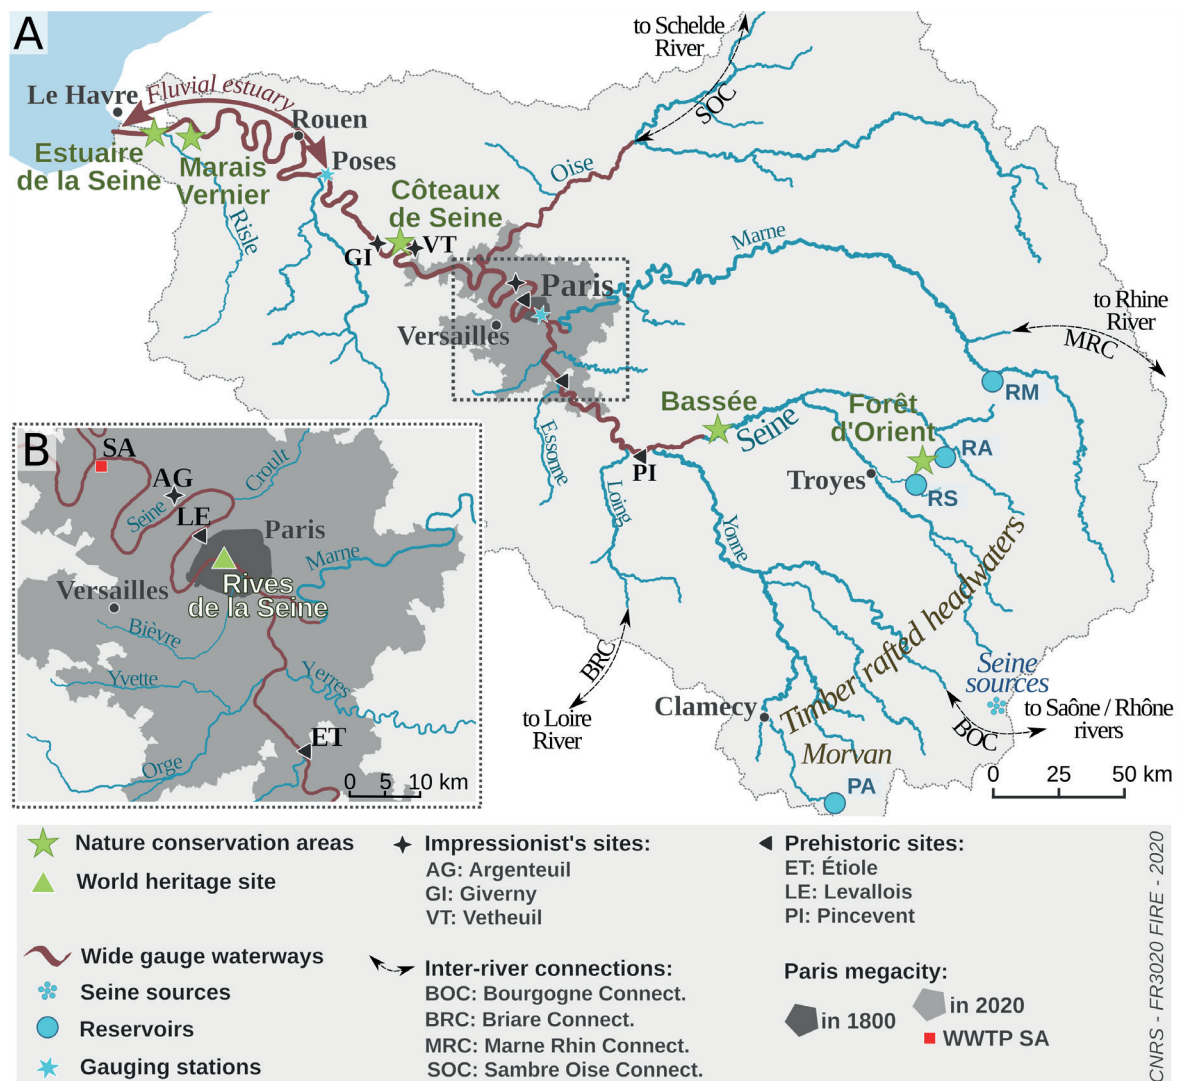 A
to Schelde
River
SOC
Le Havre
Fluvial estuary
Rouen
Poses
Estuaire
de la Seine
Marais
Vernier
Risle
Oise
Côteaux
de Seine
GI
VT
Marne
Paris
Versailles
to Rhine
River
MRC
RM
Bassée
Seine
Forêt
d'Orient
RA
RS
Troyes
PI
Essonne
Loing
Yonne
Timber rafted headwaters
BRC
to Loire
River
Clamecy
Morvan
PA
Seine
sources
BOC
to Saône / Rhône
rivers
0 25 50 km
B
SA
AG
Croult
Seine
LE
Paris
Marne
Rives
de la Seine
Versailles
Bièvre
Yvette
Yerres
Orge
ET
0 5 10 km
Nature conservation areas
World heritage site
Wide gauge waterways
Seine sources
Reservoirs
Gauging stations
Impressionist's sites:
AG: Argenteuil
GI: Giverny
VT: Vetheuil
Inter-river connections:
BOC: Bourgogne Connect.
BRC: Briare Connect.
MRC: Marne Rhin Connect.
SOC: Sambre Oise Connect.
Prehistoric sites:
ET: Étiole
LE: Levallois
PI: Pincevent
Paris megacity:
in 1800
in 2020
WWTP SA
CNRS - FR3020 FIRE - 2020